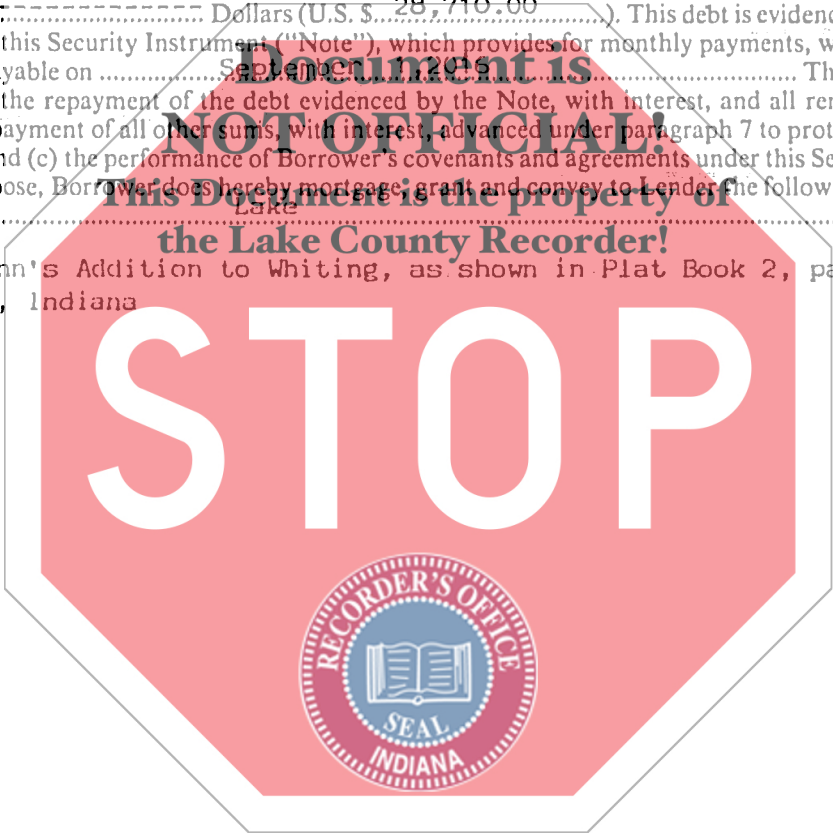 Dollars (U.S. $ 28,710.00 ). This debt is evidenc
this Security Instrument ("Note"), which provides for monthly payments, w
yable on September 1, 2016 Th
Document is
the repayment of the debt evidenced by the Note, with interest, and all ren
ayment of all other sums, with interest, advanced under paragraph 7 to prot
NOT OFFICIAL!
nd (c) the performance of Borrower's covenants and agreements under this Se
ose, Borrower does hereby mortgage, grant and convey to Lender the follow
This Document is the property of
Lake
the Lake County Recorder!
nn's Addition to Whiting, as shown in Plat Book 2, pa
, Indiana
STOP
RECORDER'S OFFICE
SEAL
INDIANA